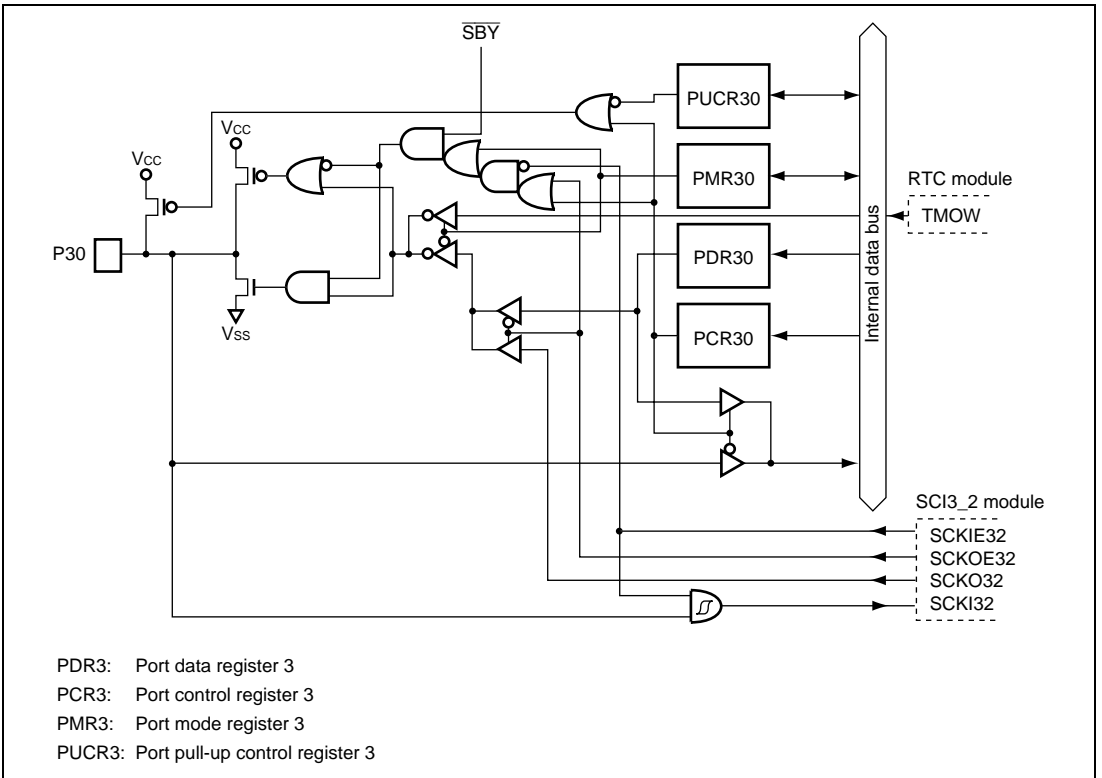 SBY
PUCR30
VCC
VCC
PMR30
RTC module
TMOW
P30
PDR30
Internal data bus
VSS
PCR30
SCI3_2 module
SCKIE32
SCKOE32
SCKO32
SCKI32
PDR3: Port data register 3
PCR3: Port control register 3
PMR3: Port mode register 3
PUCR3: Port pull-up control register 3